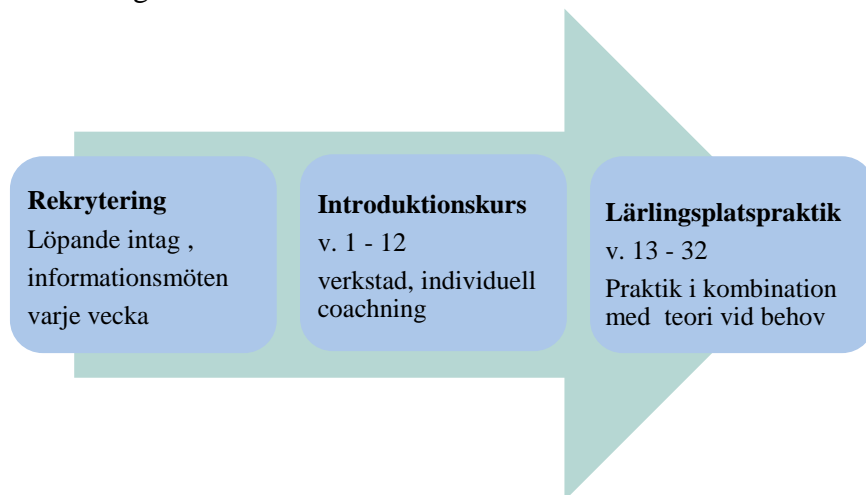 Rekrytering
Löpande intag ,
informationsmöten
varje vecka
Introduktionskurs
v. 1 - 12
verkstad, individuell
coachning
Lärlingsplatspraktik
v. 13 - 32
Praktik i kombination
med teori vid behov